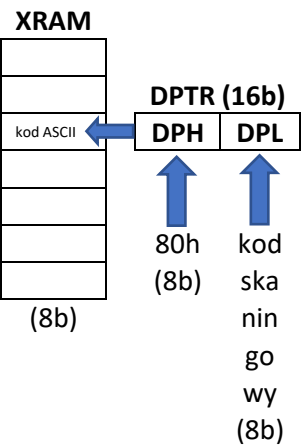 XRAM
DPTR (16b)
kod ASCII
DPH
DPL
80h
(8b)
kod
ska
nin
go
wy
(8b)
(8b)